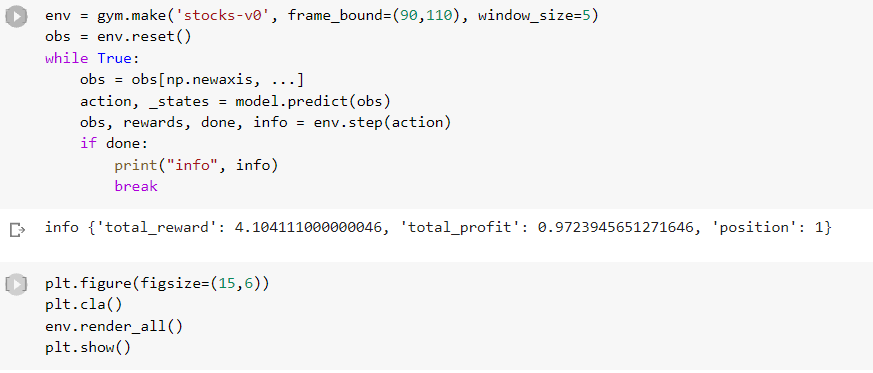 env = gym.make('stocks-v0', frame_bound=(90,110), window_size=5)
obs = env.reset()
while True:
    obs = obs[np.newaxis, ...]
    action, _states = model.predict(obs)
    obs, rewards, done, info = env.step(action)
    if done:
        print("info", info)
        break
info {'total_reward': 4.104111000000046, 'total_profit': 0.9723945651271646, 'position': 1}
plt.figure(figsize=(15,6))
plt.cla()
env.render_all()
plt.show()